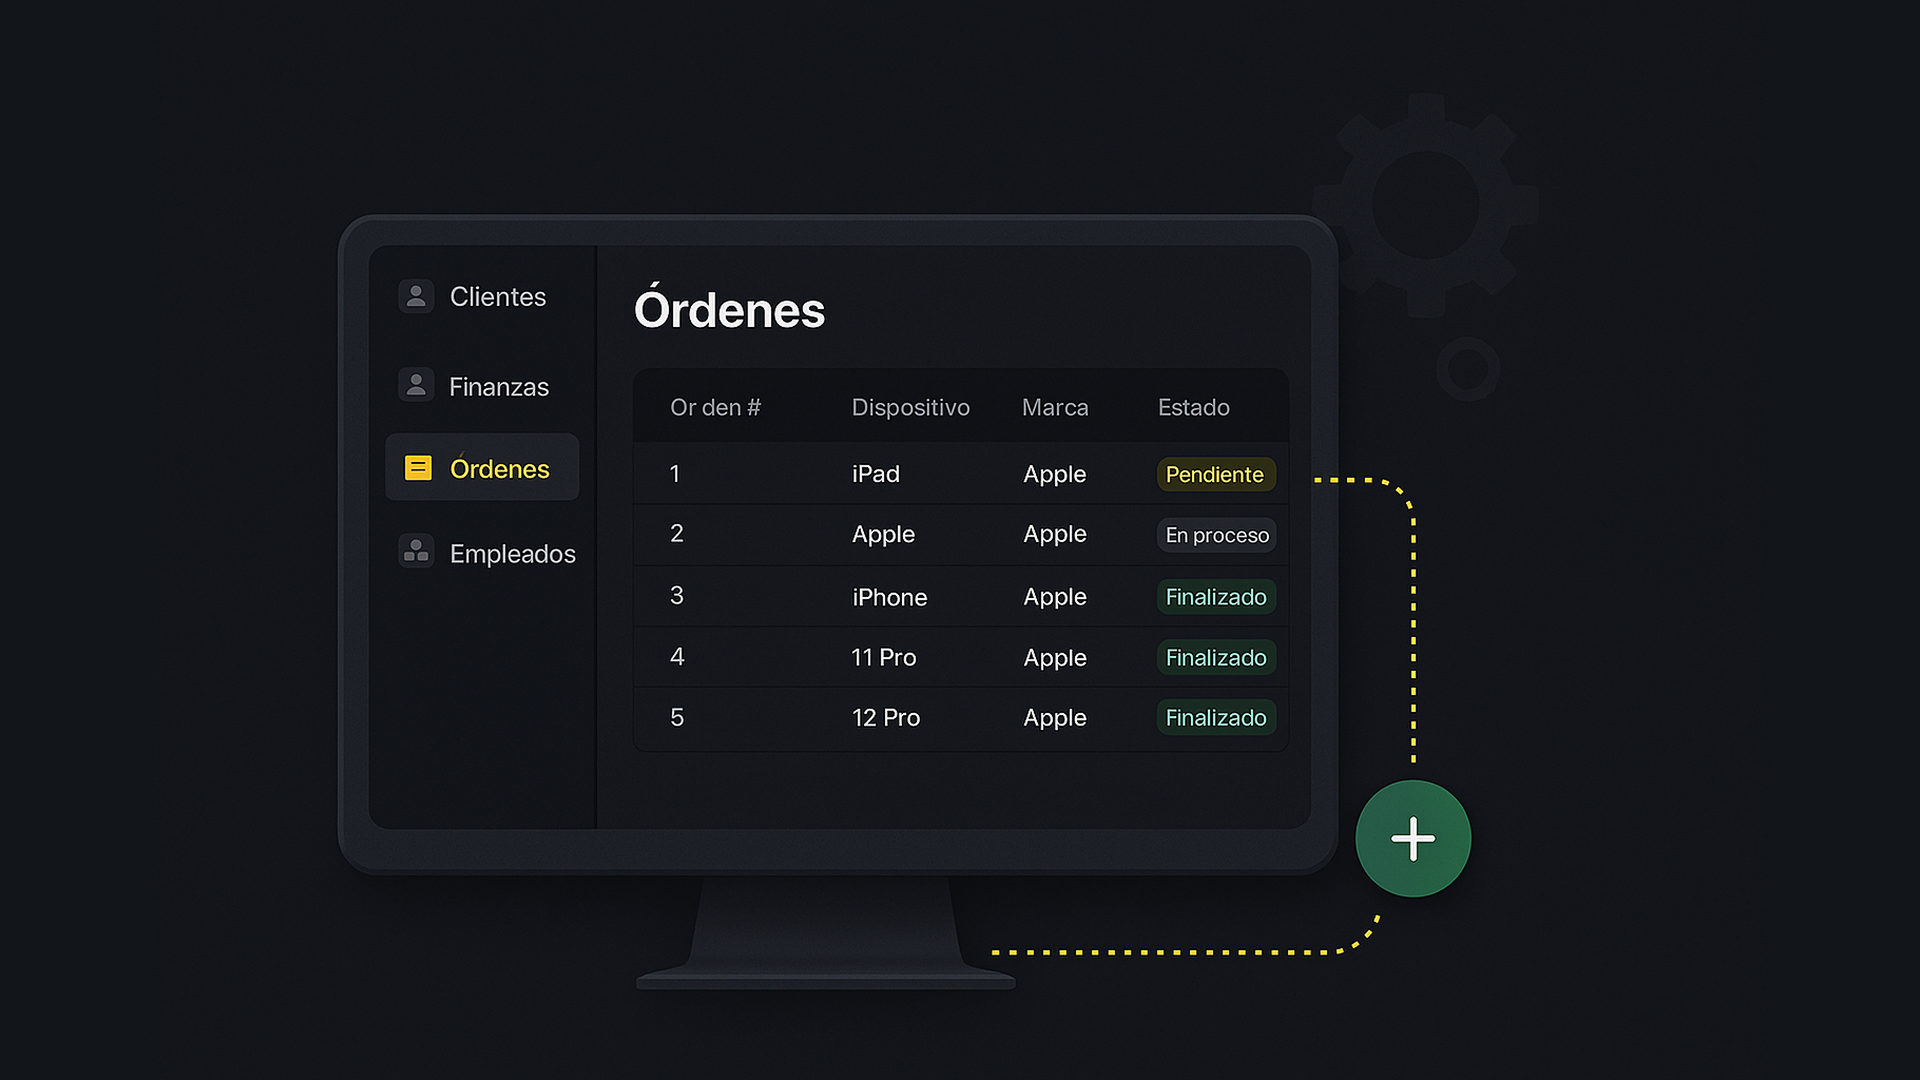 Clientes
Finanzas
Órdenes
Empleados
Órdenes
Or den # Dispositivo Marca Estado
1 iPad Apple Pendiente
2 Apple Apple En proceso
3 iPhone Apple Finalizado
4 11 Pro Apple Finalizado
5 12 Pro Apple Finalizado